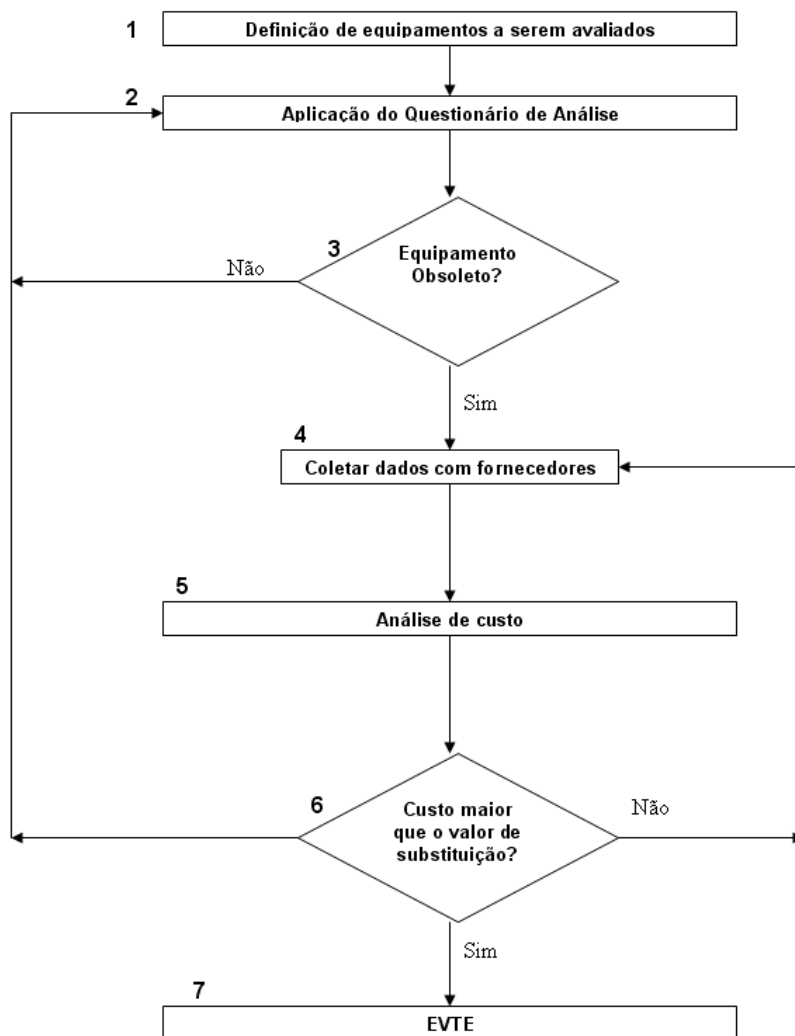 1
Definição de equipamentos a serem avaliados
2
Aplicação do Questionário de Análise
3
Equipamento
Obsoleto?
Não
Sim
4
Coletar dados com fornecedores
5
Análise de custo
6
Custo maior
que o valor de
substituição?
Não
Sim
7
EVTE